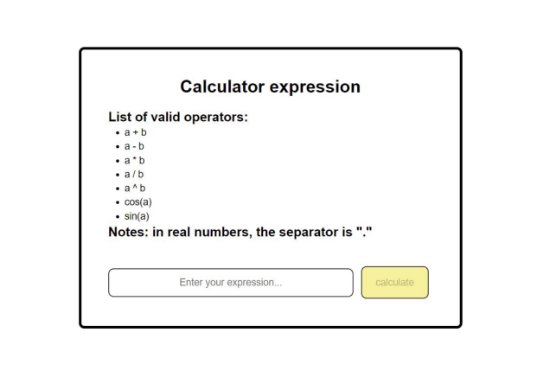 Calculator expression
List of valid operators:
• a + b
• a - b
• a * b
• a / b
• a ^ b
• cos(a)
• sin(a)
Notes: in real numbers, the separator is "."
Enter your expression...
calculate